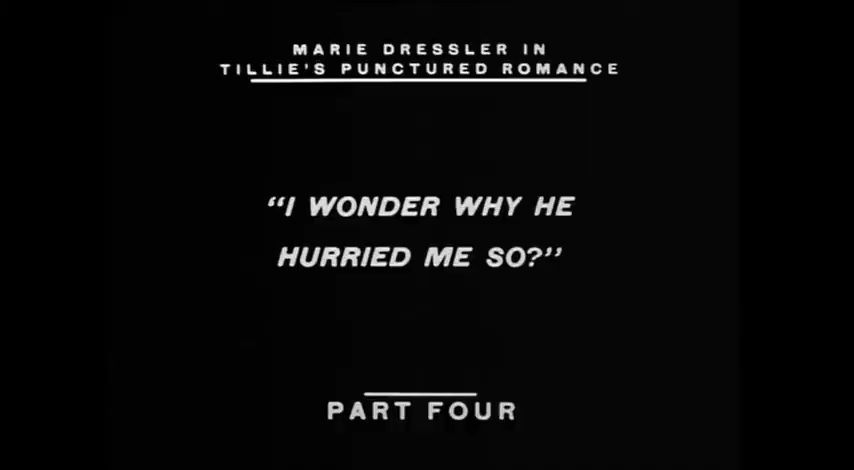 MARIE DRESSLER IN
TILLIE'S PUNCTURED ROMANCE
"I WONDER WHY HE
HURRIED ME SO?"
PART FOUR